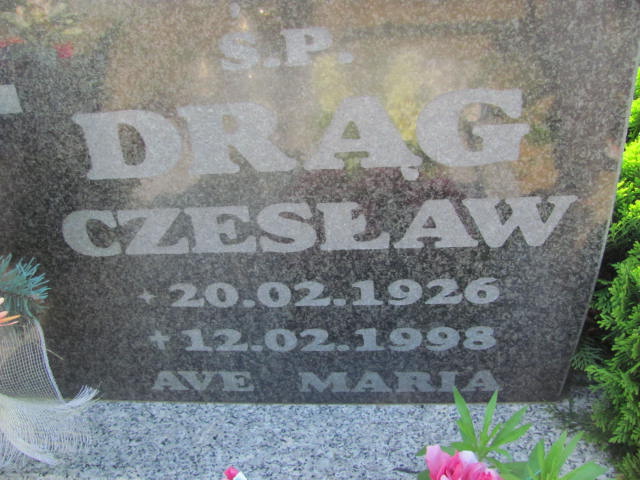 Ś.P.
DRĄG
CZESŁAW
* 20.02.1926
+ 12.02.1998
AVE MARIA